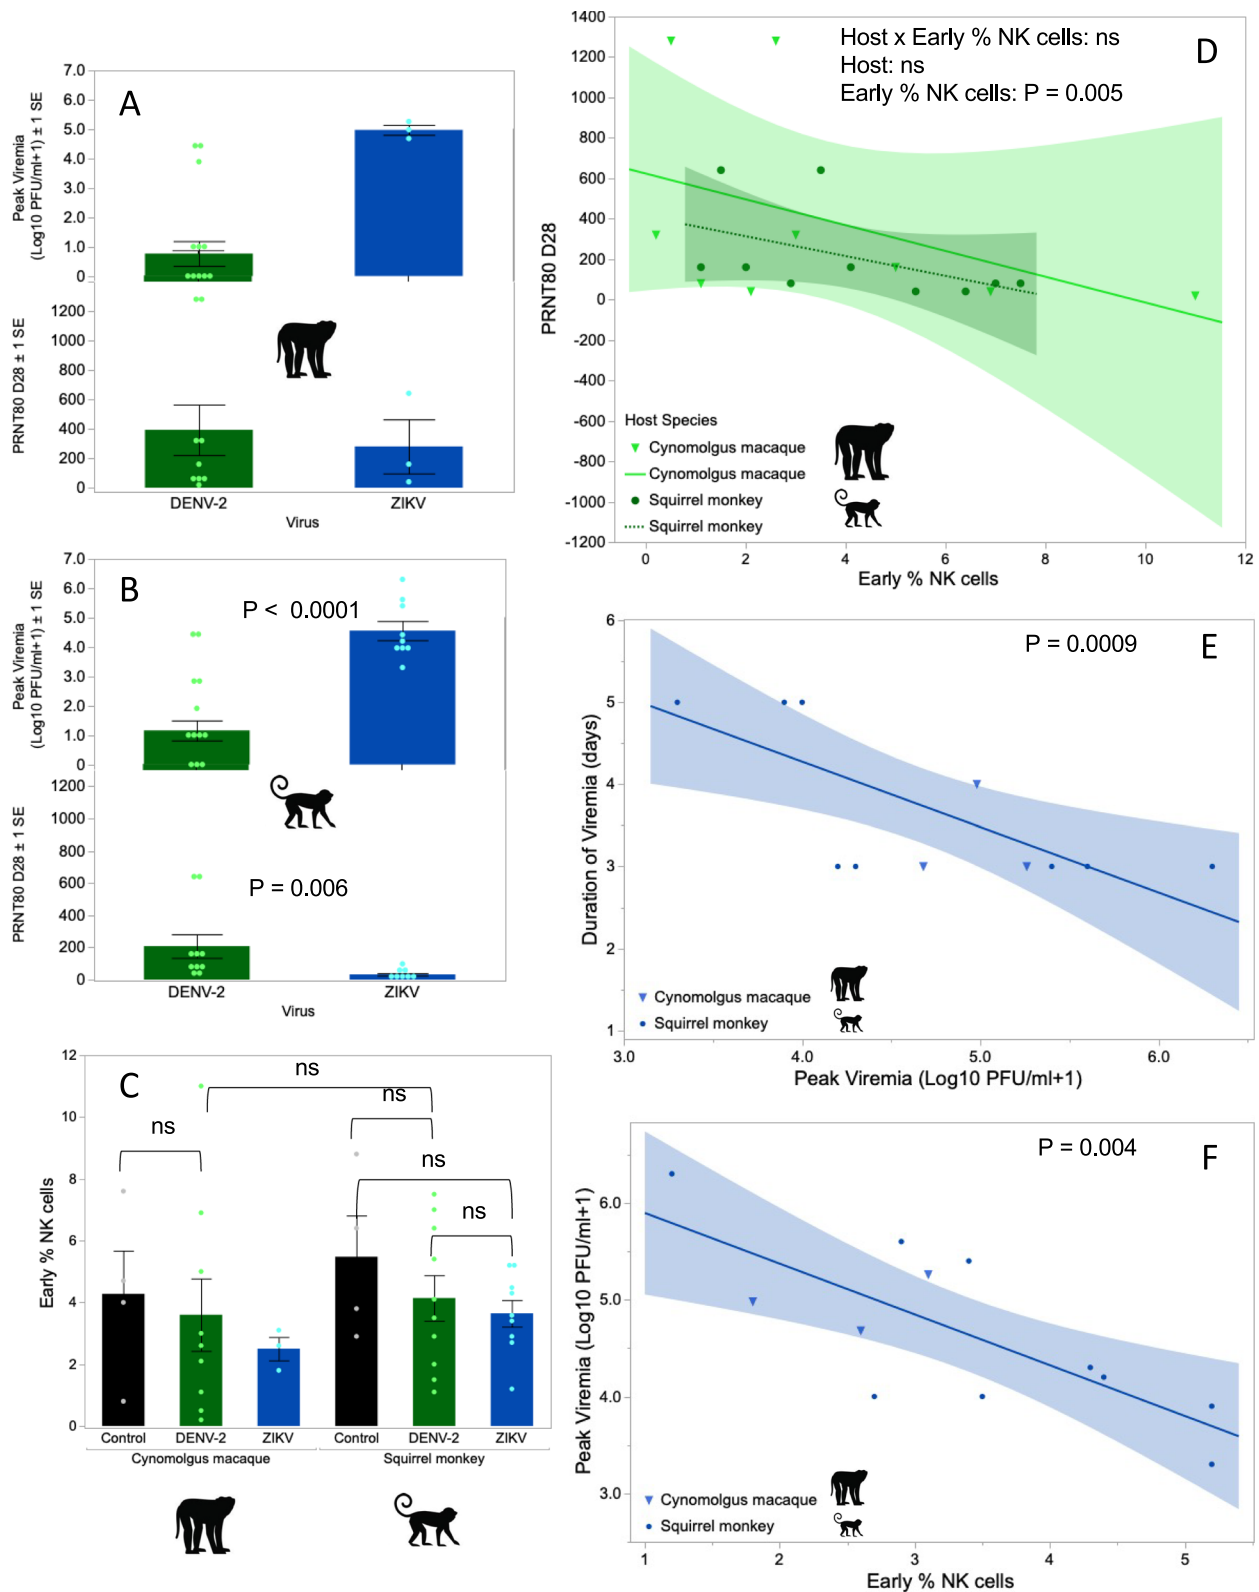 A
7.0
6.0
5.0
4.0
3.0
2.0
1.0
0
Peak Viremia
(Log10 PFU/ml+1) ± 1 SE
1200
1000
800
600
400
200
0
PRNT80 D28 ± 1 SE
DENV-2
ZIKV
Virus
B
P < 0.0001
7.0
6.0
5.0
4.0
3.0
2.0
1.0
0
Peak Viremia
(Log10 PFU/ml+1) ± 1 SE
P = 0.006
1200
1000
800
600
400
200
0
PRNT80 D28 ± 1 SE
DENV-2
ZIKV
Virus
C
ns
ns
ns
ns
ns
12
10
8
6
4
2
0
Early % NK cells
Control
DENV-2
ZIKV
Control
DENV-2
ZIKV
Cynomolgus macaque
Squirrel monkey
D
Host x Early % NK cells: ns
Host: ns
Early % NK cells: P = 0.005
1400
1200
1000
800
600
400
200
0
-200
-400
-600
-800
-1000
-1200
PRNT80 D28
Host Species
Cynomolgus macaque
Cynomolgus macaque
Squirrel monkey
Squirrel monkey
0
2
4
6
8
10
12
Early % NK cells
E
P = 0.0009
6
5
4
3
2
1
Duration of Viremia (days)
Cynomolgus macaque
Squirrel monkey
3.0
4.0
5.0
6.0
Peak Viremia (Log10 PFU/ml+1)
F
P = 0.004
6.0
5.0
4.0
3.0
Peak Viremia (Log10 PFU/ml+1)
Cynomolgus macaque
Squirrel monkey
1
2
3
4
5
Early % NK cells